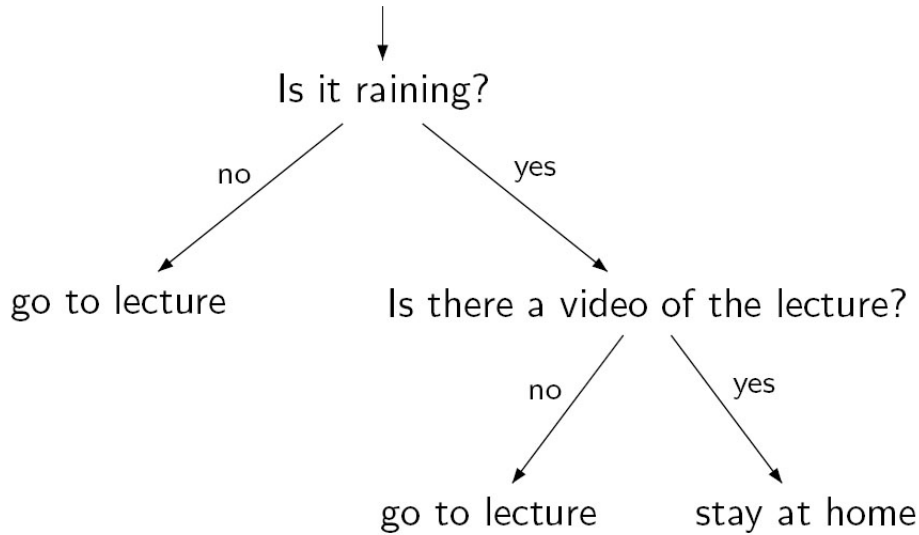 Is it raining?
no
yes
go to lecture
Is there a video of the lecture?
no
yes
go to lecture
stay at home